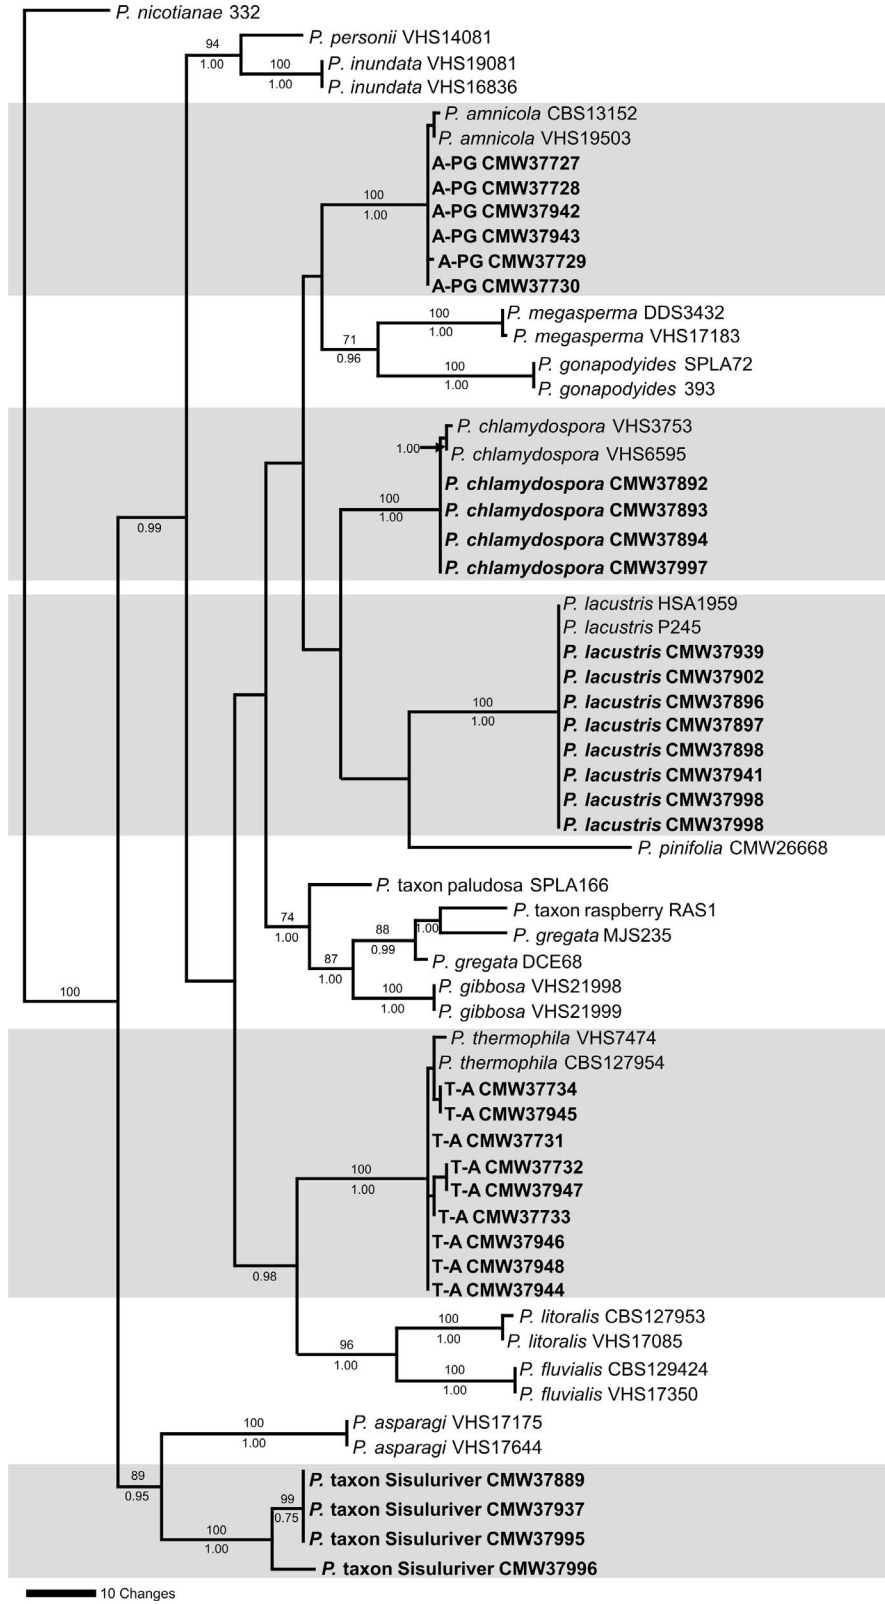 P. nicotianae 332
P. personii VHS14081
94
1.00
P. inundata VHS19081
100
1.00
P. inundata VHS16836
P. amnicola CBS13152
P. amnicola VHS19503
A-PG CMW37727
A-PG CMW37728
100
1.00
A-PG CMW37942
A-PG CMW37943
A-PG CMW37729
A-PG CMW37730
P. megasperma DDS3432
100
1.00
P. megasperma VHS17183
71
0.96
P. gonapodyides SPLA72
100
1.00
P. gonapodyides 393
P. chlamydospora VHS3753
1.00
P. chlamydospora VHS6595
P. chlamydospora CMW37892
100
1.00
P. chlamydospora CMW37893
0.99
P. chlamydospora CMW37894
P. chlamydospora CMW37997
P. lacustris HSA1959
P. lacustris P245
P. lacustris CMW37939
P. lacustris CMW37902
P. lacustris CMW37896
100
1.00
P. lacustris CMW37897
P. lacustris CMW37898
P. lacustris CMW37941
P. lacustris CMW37998
P. lacustris CMW37998
P. pinifolia CMW26668
P. taxon paludosa SPLA166
74
1.00
P. taxon raspberry RAS1
1.00
P. gregata MJS235
88
0.99
P. gregata DCE68
87
1.00
P. gibbosa VHS21998
100
1.00
P. gibbosa VHS21999
100
P. thermophila VHS7474
P. thermophila CBS127954
T-A CMW37734
T-A CMW37945
T-A CMW37731
T-A CMW37732
100
1.00
T-A CMW37947
T-A CMW37733
T-A CMW37946
T-A CMW37948
0.98
T-A CMW37944
P. litoralis CBS127953
100
1.00
P. litoralis VHS17085
96
1.00
P. fluvialis CBS129424
100
1.00
P. fluvialis VHS17350
P. asparagi VHS17175
100
1.00
P. asparagi VHS17644
89
0.95
P. taxon Sisuluriver CMW37889
99
0.75
P. taxon Sisuluriver CMW37937
100
1.00
P. taxon Sisuluriver CMW37995
P. taxon Sisuluriver CMW37996
10 Changes